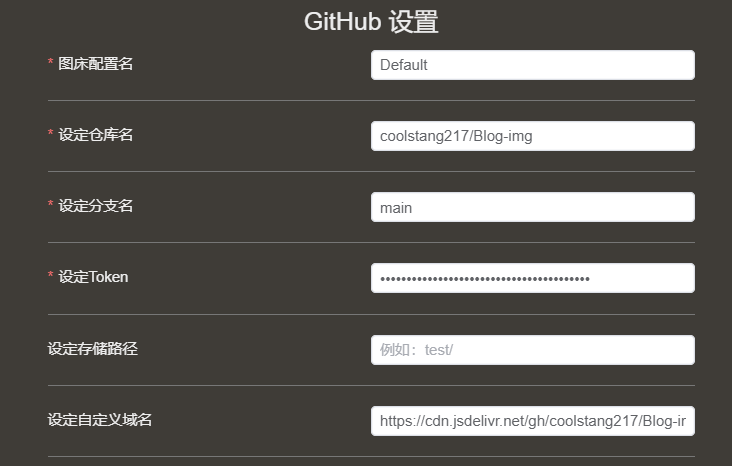 GitHub 设置
* 图床配置名
Default
* 设定仓库名
coolstang217/Blog-img
* 设定分支名
main
* 设定Token
••••••••••••••••••••••••••••••••••••••••
设定存储路径
例如：test/
设定自定义域名
https://cdn.jsdelivr.net/gh/coolstang217/Blog-ir